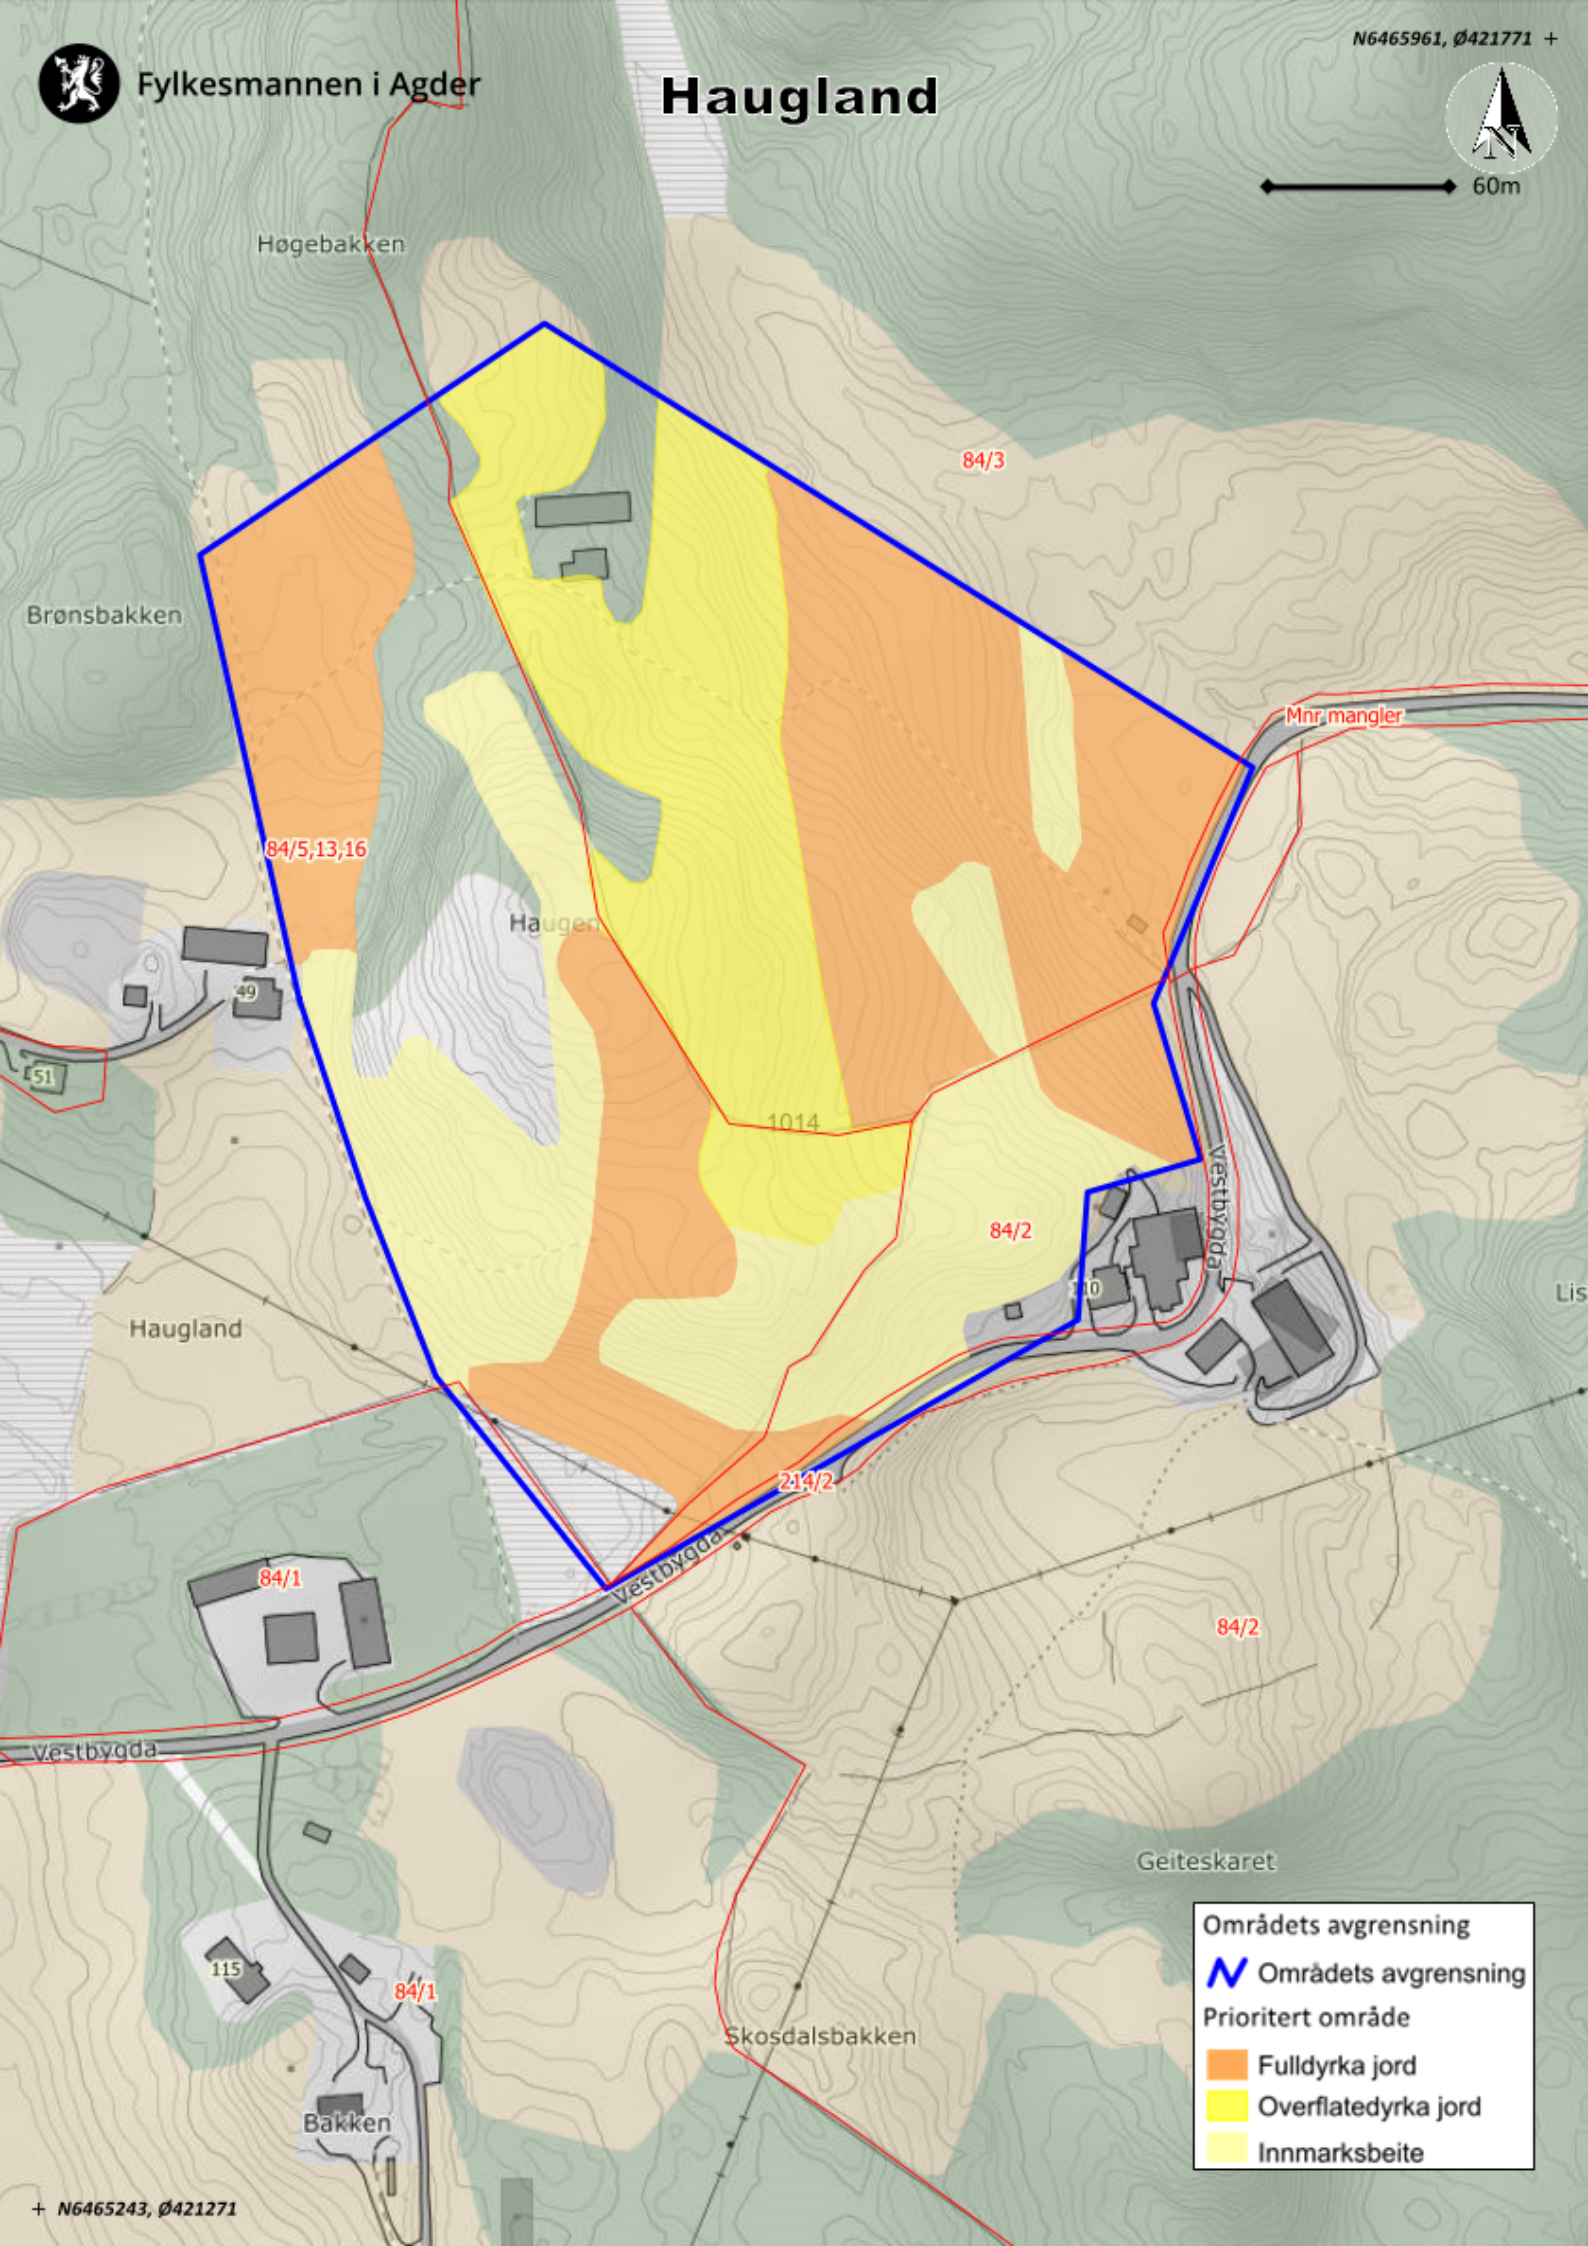 N6465961, Ø421771
Fylkesmannen i Agder
Haugland
N
60m
Høgebakken
84/3
Brønsbakken
Mnr mangler
84/5,13,16
Haugen
49
51
1014
Vestbygda
84/2
Haugland
Lis
214/2
Vestbygda
84/1
84/2
Vestbygda
Geiteskaret
Områdets avgrensning
Områdets avgrensning
Prioritert område
Fulldyrka jord
Overflatedyrka jord
Innmarksbeite
115
84/1
Skosdalsbakken
Bakken
N6465243, Ø421271